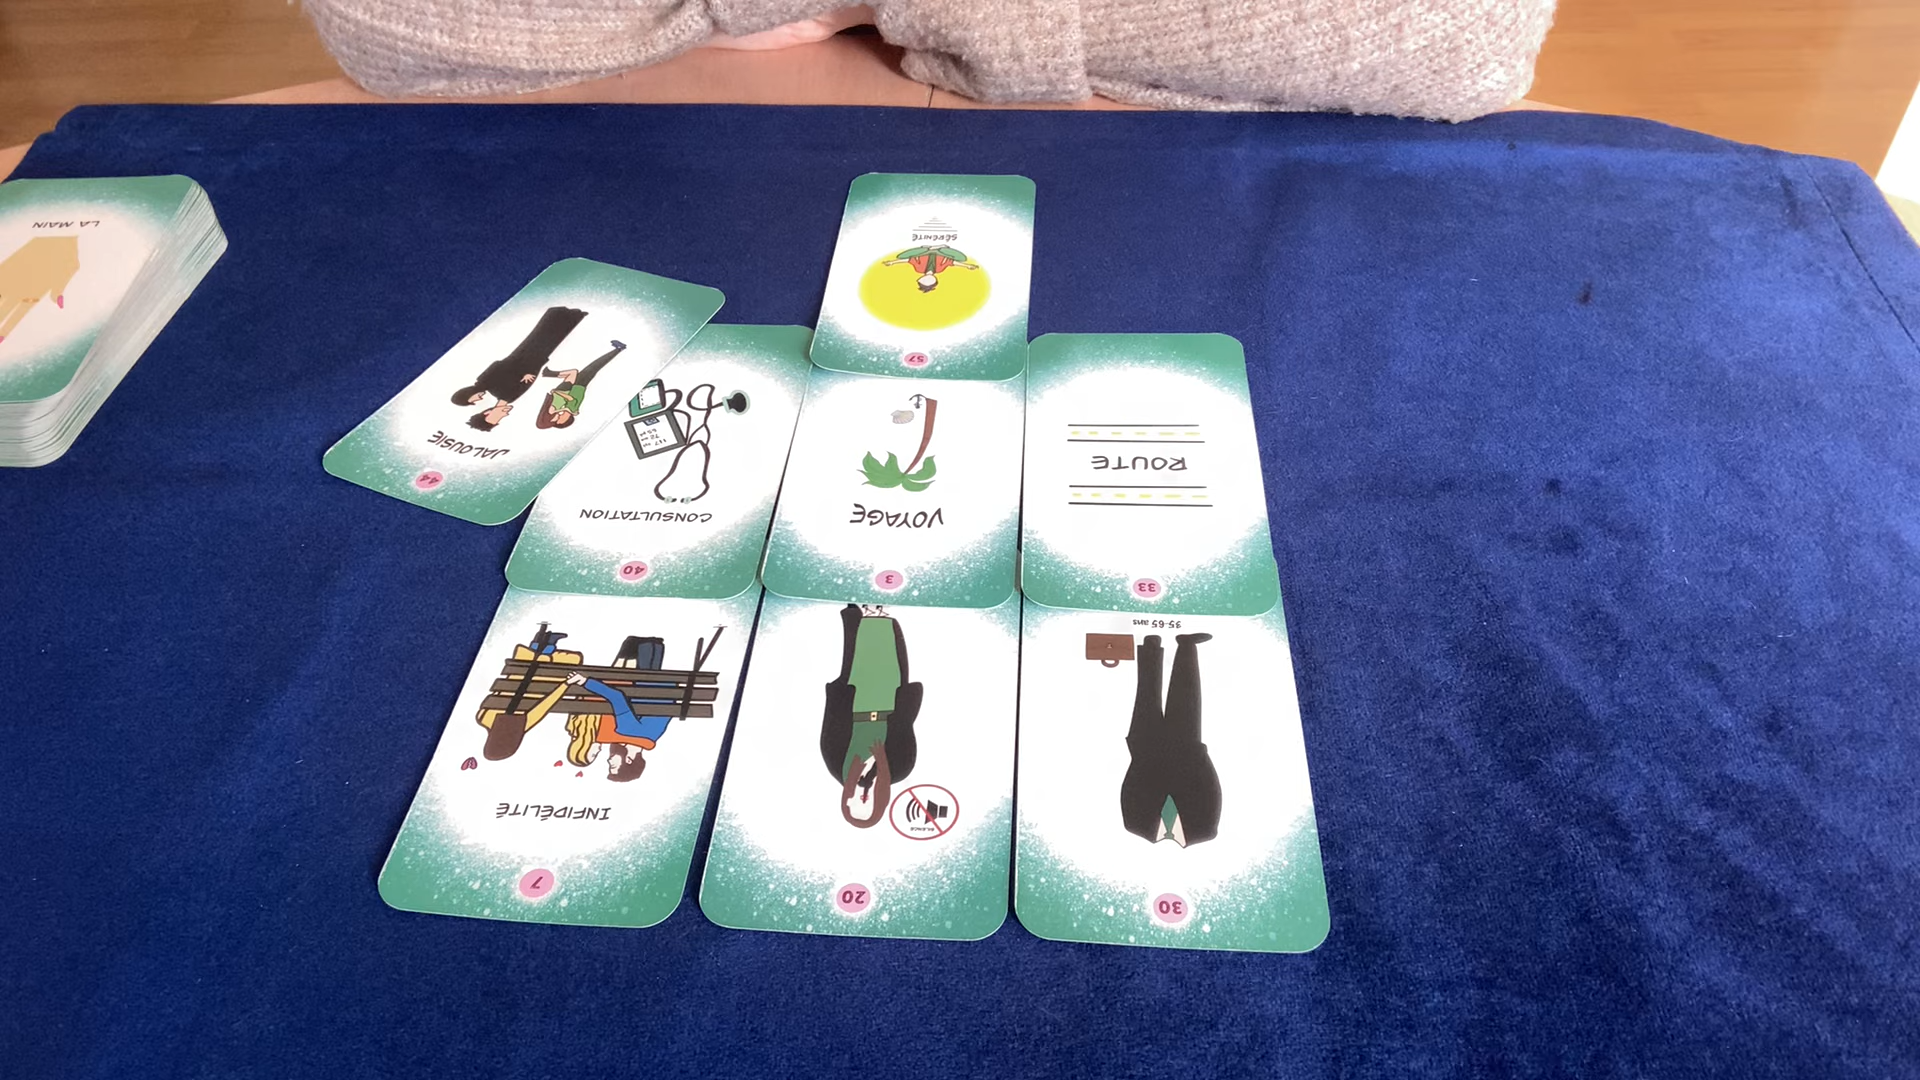 LA MAIN
SÉRÉNITÉ
57
JALOUSIE
44
CONSULTATION
40
VOYAGE
3
ROUTE
33
INFIDÉLITÉ
7
SILENCE
20
35-65 ans
30